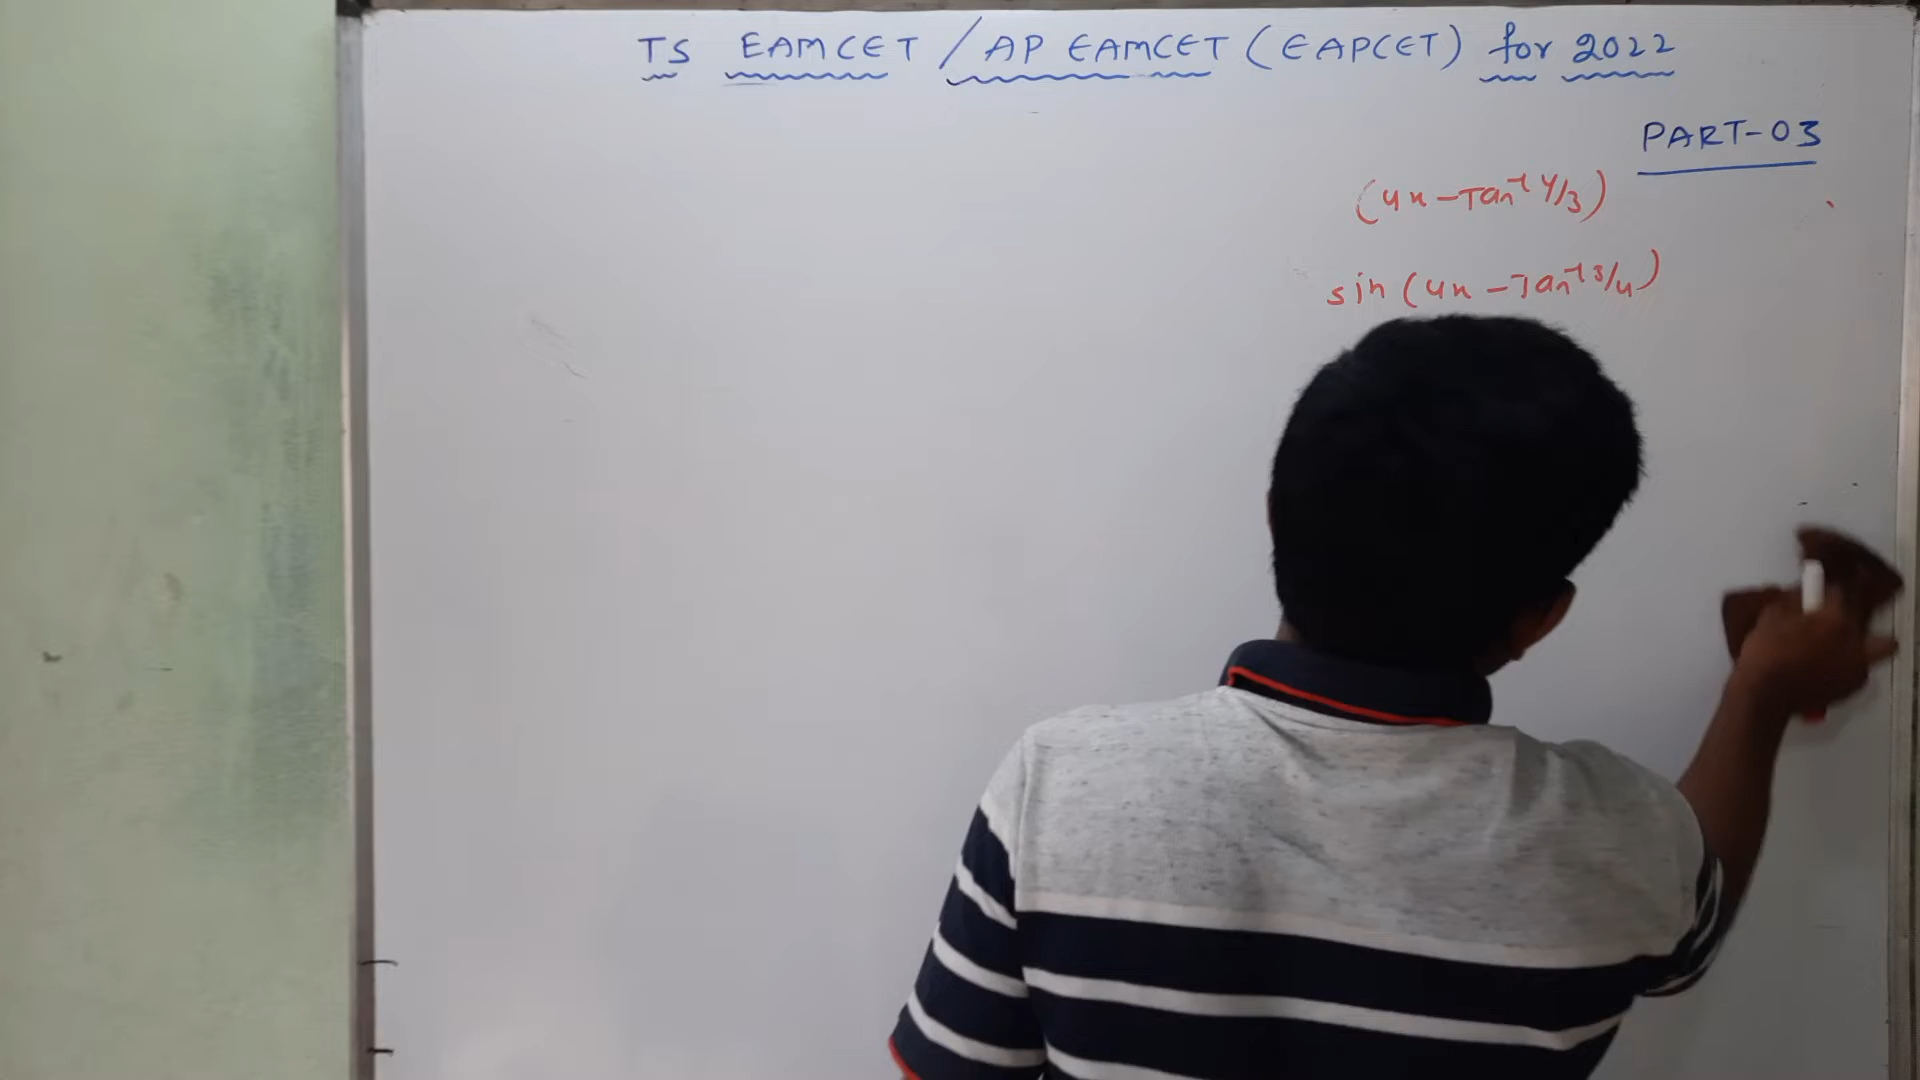 TS EAMCET / AP EAMCET (EAPCET) for 2022
PART-03
(4x - Tan⁻¹ 4/3)
sin (4x - Tan⁻¹ 3/4)